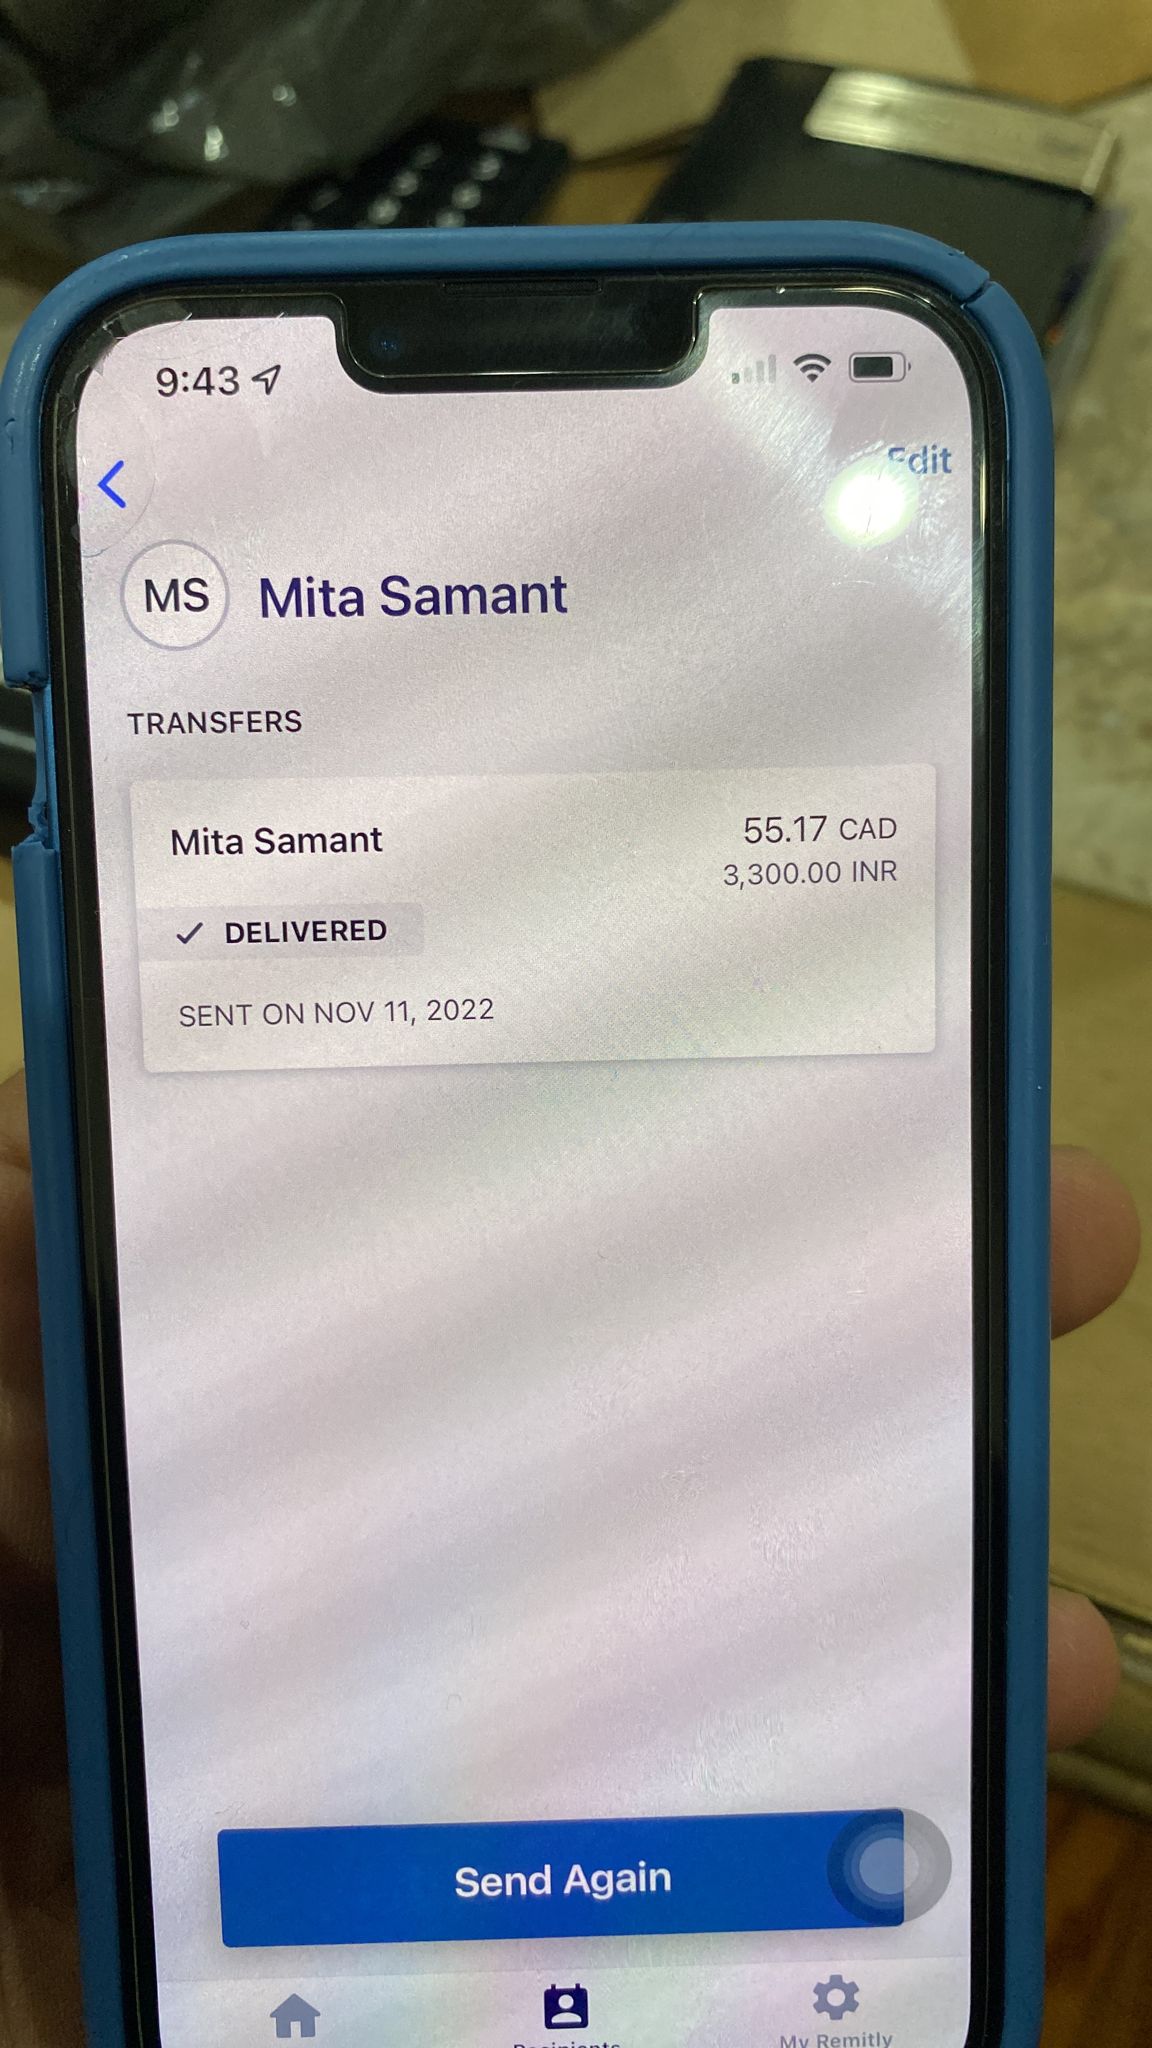 9:43
Edit
MS Mita Samant
TRANSFERS
Mita Samant 55.17 CAD
3,300.00 INR
DELIVERED
SENT ON NOV 11, 2022
Send Again
Recipients
My Remitly